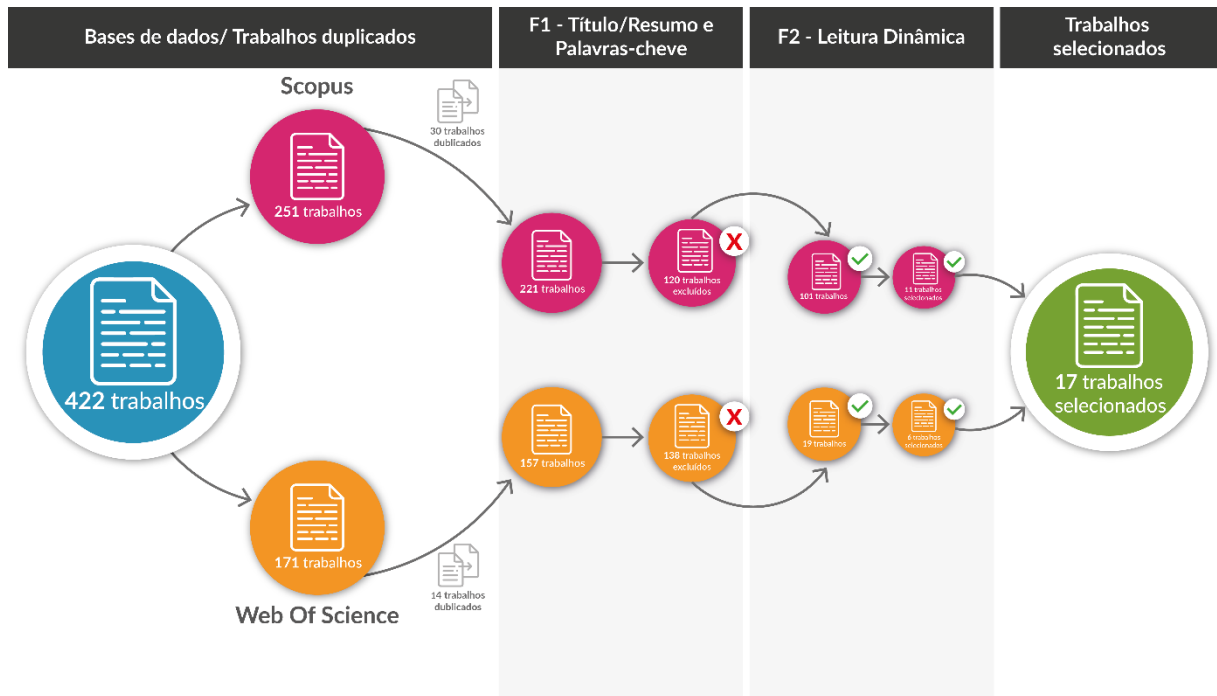 Bases de dados/ Trabalhos duplicados
F1 - Título/Resumo e
Palavras-cheve
F2 - Leitura Dinâmica
Trabalhos
selecionados
Scopus
30 trabalhos
dublicados
251 trabalhos
221 trabalhos
120 trabalhos
excluídos
X
101 trabalhos
11 trabalhos
selecionados
422 trabalhos
17 trabalhos
selecionados
157 trabalhos
138 trabalhos
excluídos
X
19 trabalhos
6 trabalhos
selecionados
171 trabalhos
14 trabalhos
dublicados
Web Of Science